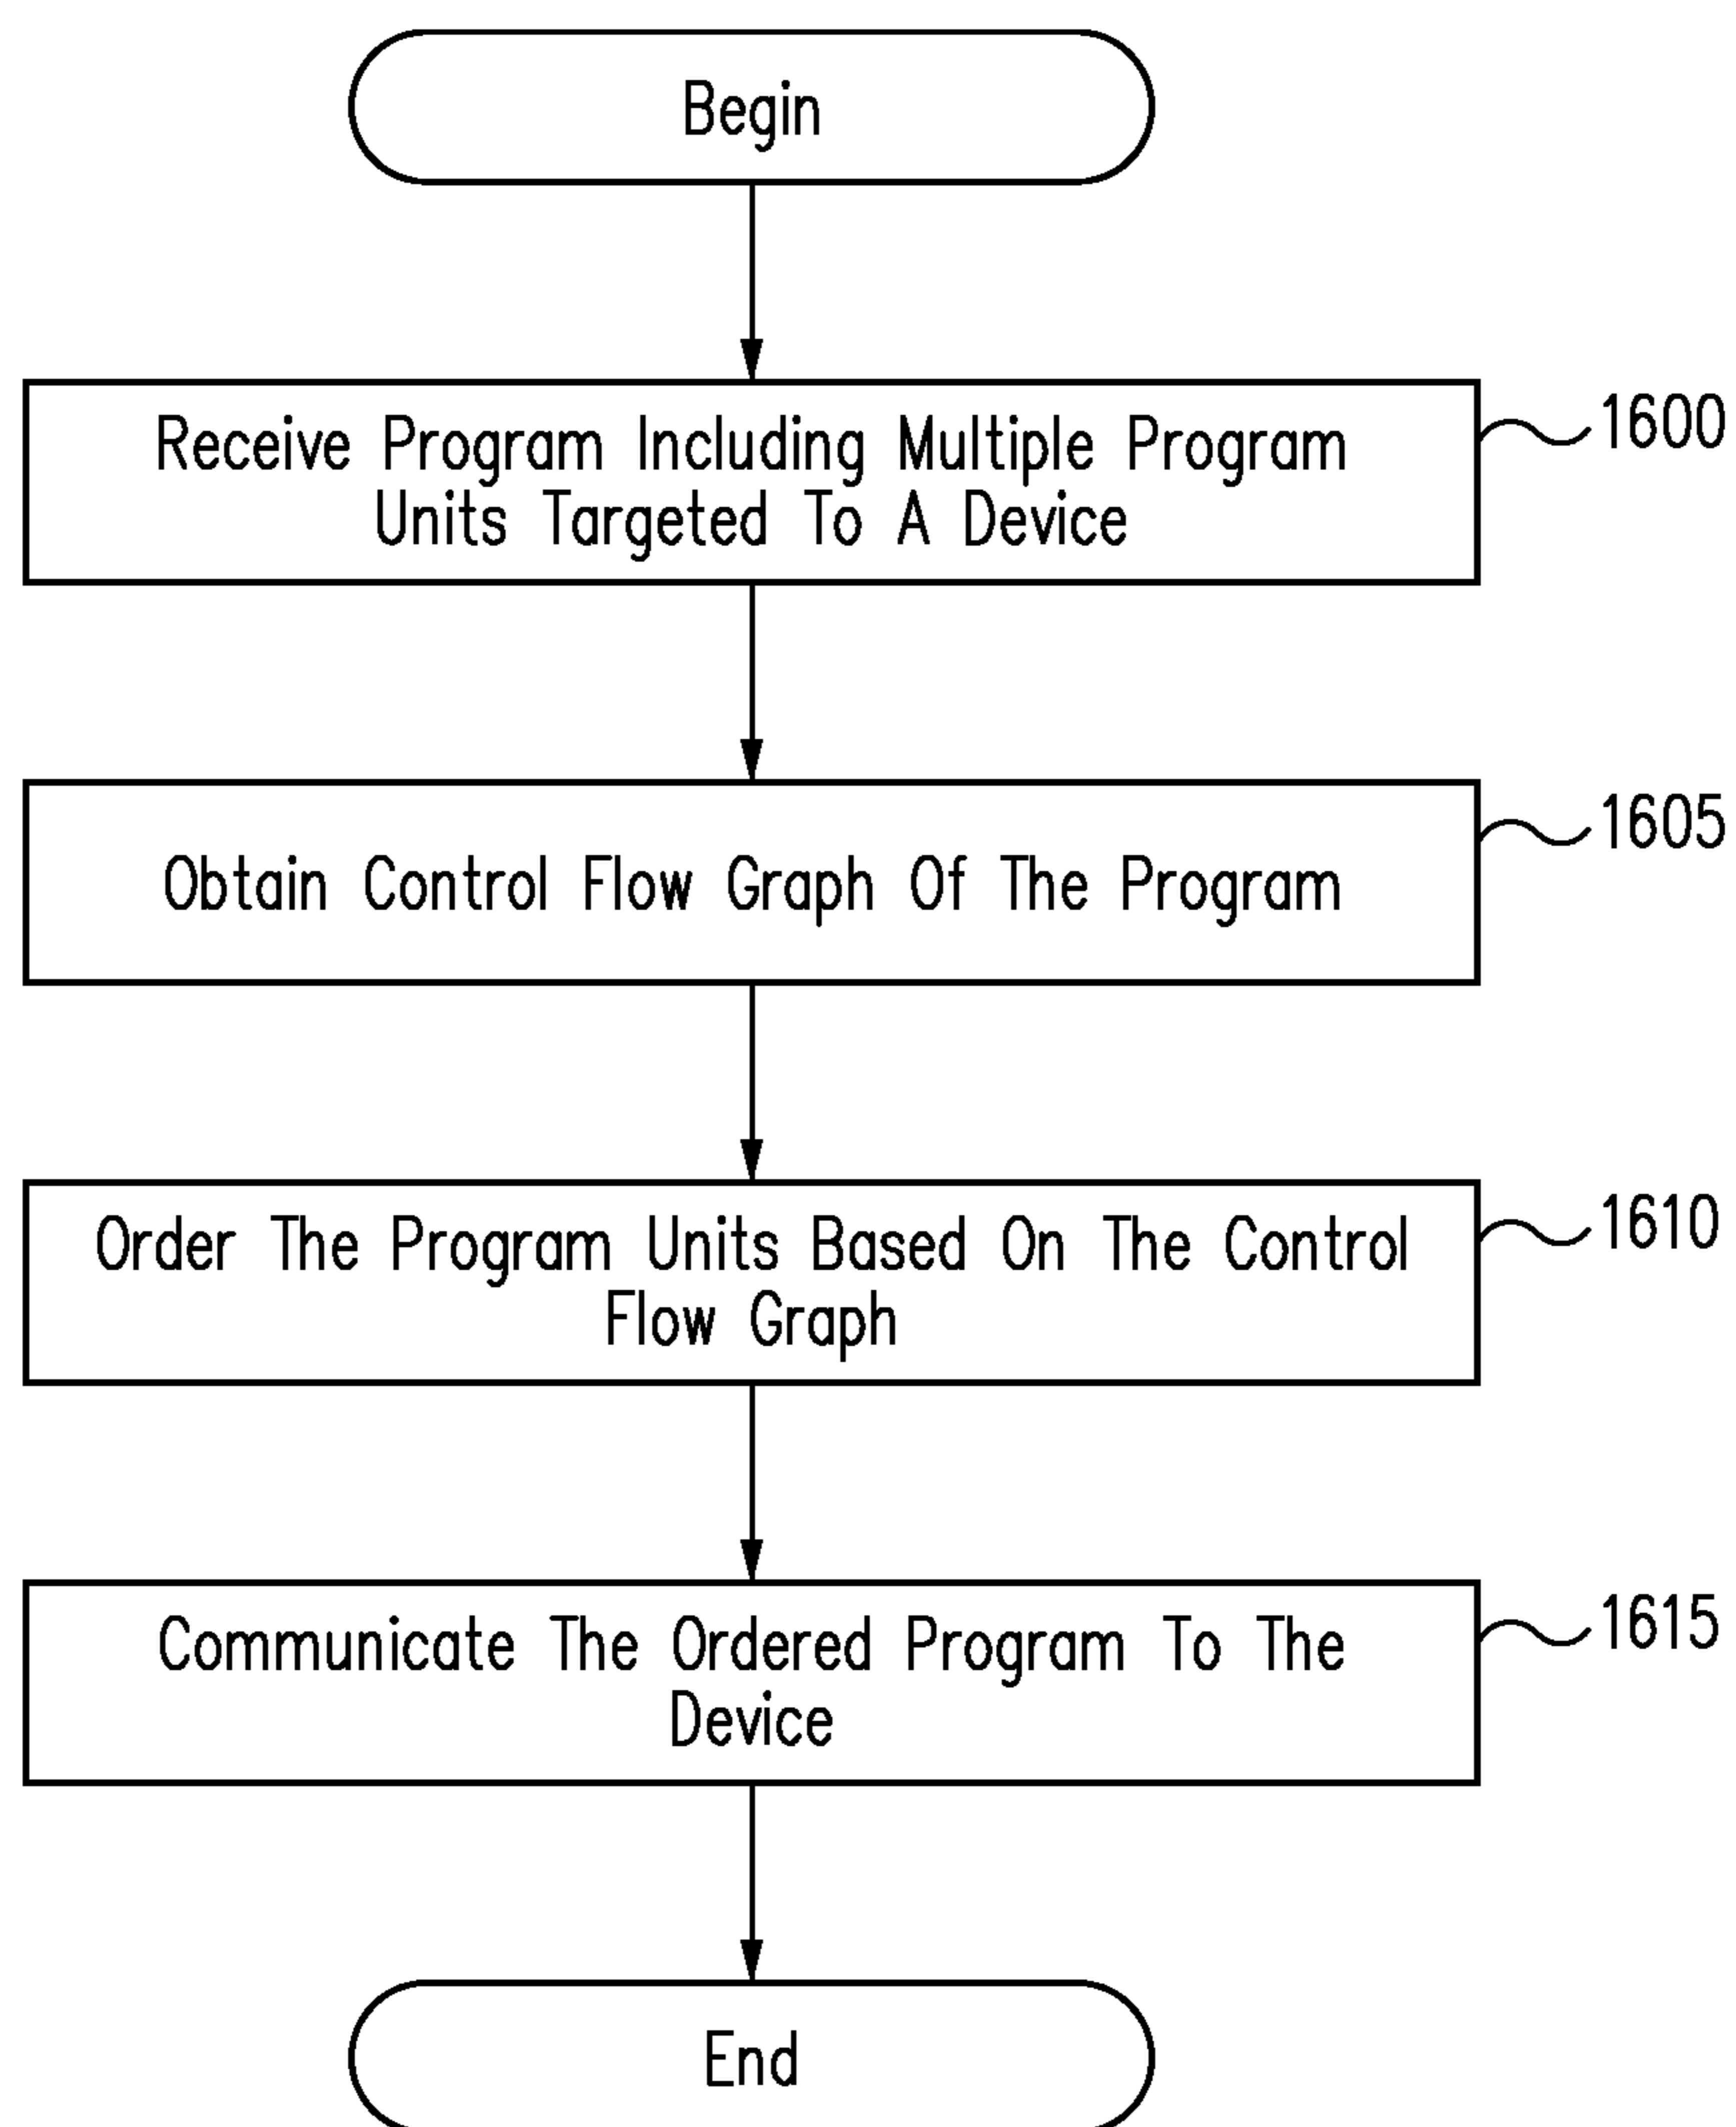 Begin
Receive Program Including Multiple Program
Units Targeted To A Device
1600
Obtain Control Flow Graph Of The Program
1605
Order The Program Units Based On The Control
Flow Graph
1610
Communicate The Ordered Program To The
Device
1615
End